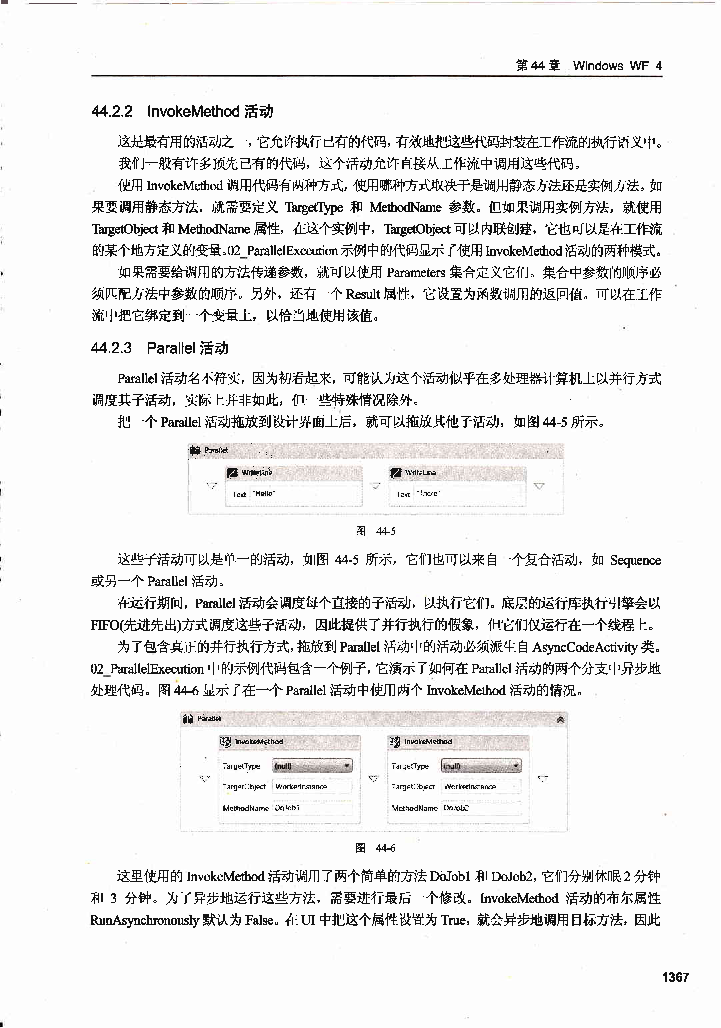 第 44 章 Windows WF 4
44.2.2 InvokeMethod 活动
这是最有用的活动之一，它允许执行已有的代码，有效地把这些代码封装在工作流的执行语义中。
我们一般有许多预先已有的代码，这个活动允许直接从工作流中调用这些代码。
使用 InvokeMethod 调用代码有两种方式，使用哪种方式取决于是调用静态方法还是实例方法。如
果要调用静态方法，就需要定义 TargetType 和 MethodName 参数。但如果调用实例方法，就使用
TargetObject 和 MethodName 属性，在这个实例中，TargetObject 可以内联创建，它也可以是在工作流
的某个地方定义的变量。02_ParallelExecution 示例中的代码显示了使用 InvokeMethod 活动的两种模式。
如果需要给调用的方法传递参数，就可以使用 Parameters 集合定义它们。集合中参数的顺序必
须匹配方法中参数的顺序。另外，还有一个 Result 属性，它设置为函数调用的返回值。可以在工作
流中把它绑定到一个变量上，以恰当地使用该值。
44.2.3 Parallel 活动
Parallel 活动名不符实，因为初看起来，可能认为这个活动似乎在多处理器计算机上以并行方式
调度其子活动，实际上并非如此，但一些特殊情况除外。
把一个 Parallel 活动拖放到设计界面上后，就可以拖放其他子活动，如图 44-5 所示。
Parallel
WriteLine WriteLine
Text "Hello" Text
图 44-5
这些子活动可以是单一的活动，如图 44-5 所示，它们也可以来自一个复合活动，如 Sequence
或另一个 Parallel 活动。
在运行期间，Parallel 活动会调度每个直接的子活动，以执行它们。底层的运行库执行引擎会以
FIFO(先进先出)方式调度这些子活动，因此提供了并行执行的假象，但它们仅运行在一个线程上。
为了包含真正的并行执行方式，拖放到 Parallel 活动中的活动必须派生自 AsyncCodeActivity 类。
02_ParallelExecution 中的示例代码包含一个例子，它演示了如何在 Parallel 活动的两个分支中异步地
处理代码。图 44-6 显示了在一个 Parallel 活动中使用两个 InvokeMethod 活动的情况。
Parallel
InvokeMethod InvokeMethod
TargetType (null) TargetType (null)
TargetObject WorkerInstance TargetObject WorkerInstance
MethodName DoJob1 MethodName DoJob2
图 44-6
这里使用的 InvokeMethod 活动调用了两个简单的方法 DoJob1 和 DoJob2，它们分别休眠 2 分钟
和 3 分钟。为了异步地运行这些方法，需要进行最后一个修改。InvokeMethod 活动的布尔属性
RunAsynchronously 默认为 False。在 UI 中把这个属性设置为 True，就会异步地调用目标方法，因此
1367